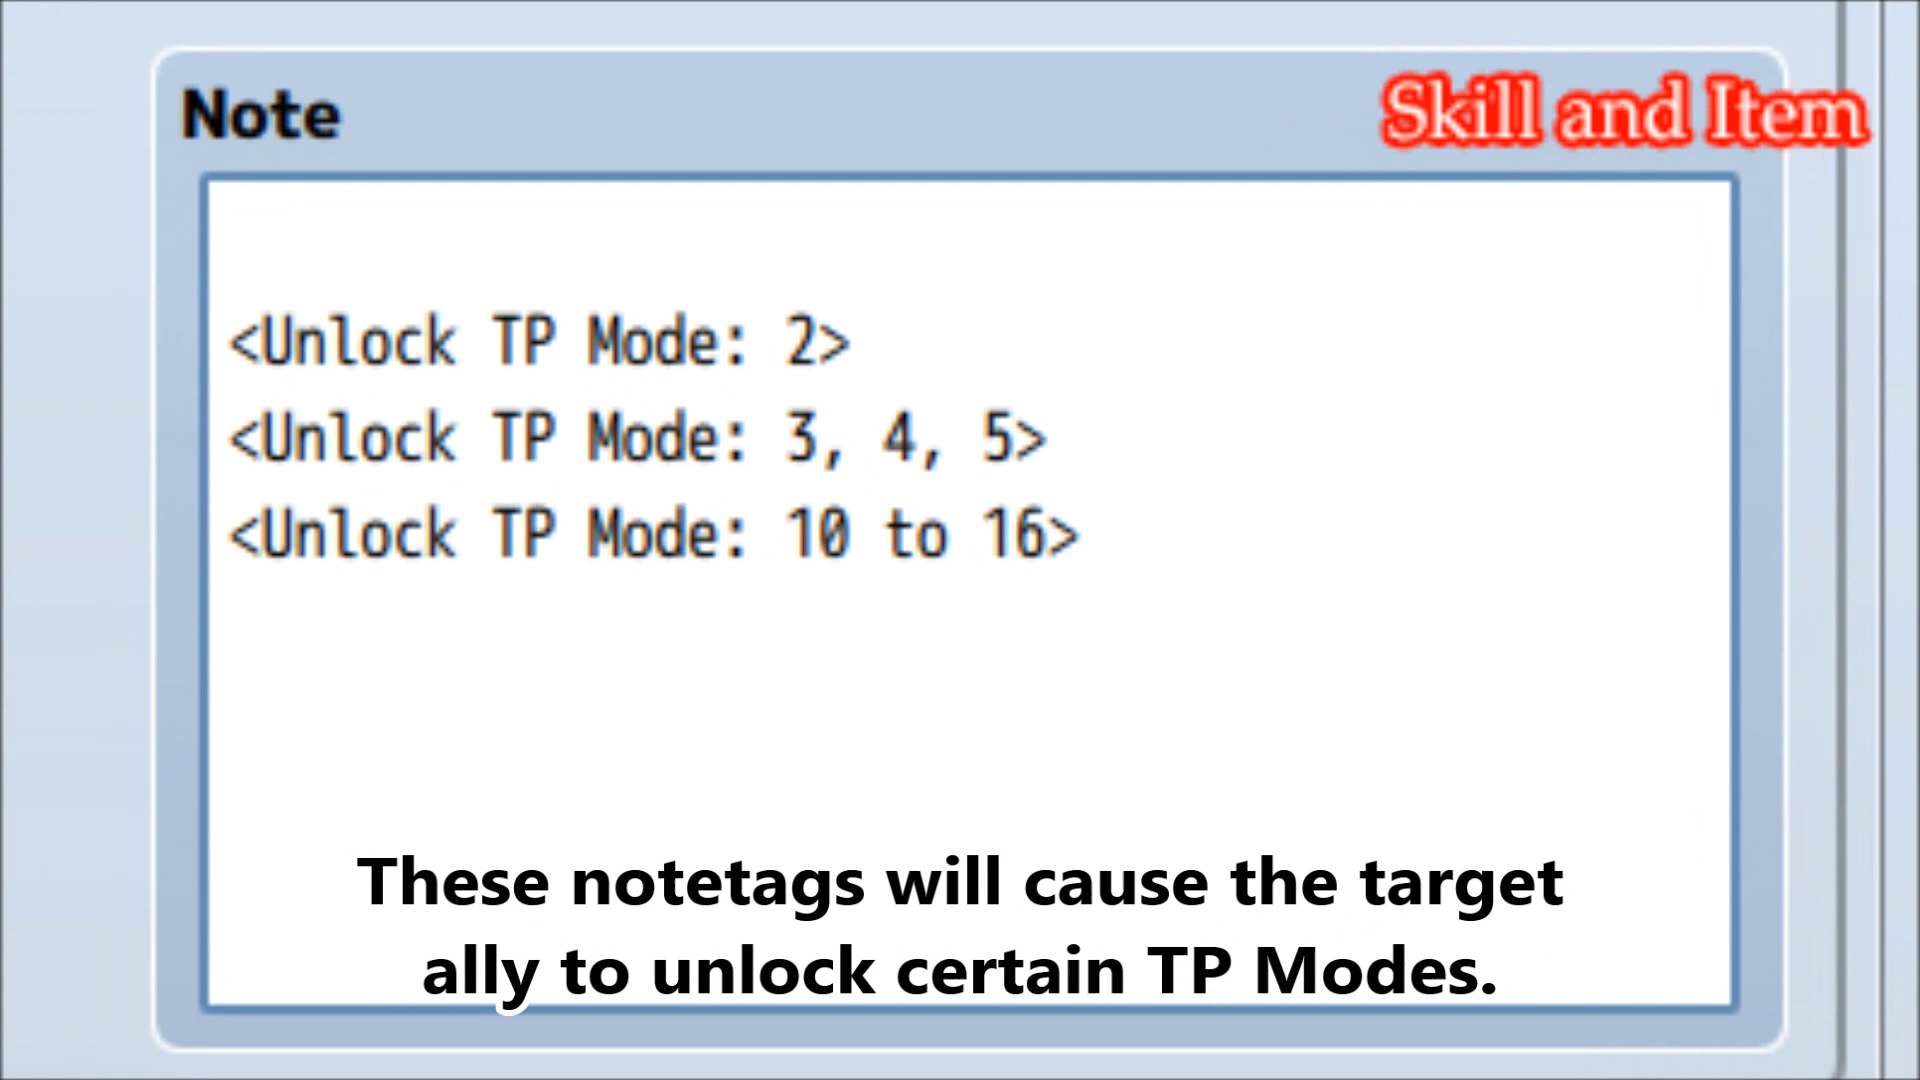 Note
Skill and Item
<Unlock TP Mode: 2>
<Unlock TP Mode: 3, 4, 5>
<Unlock TP Mode: 10 to 16>
These notetags will cause the target
ally to unlock certain TP Modes.